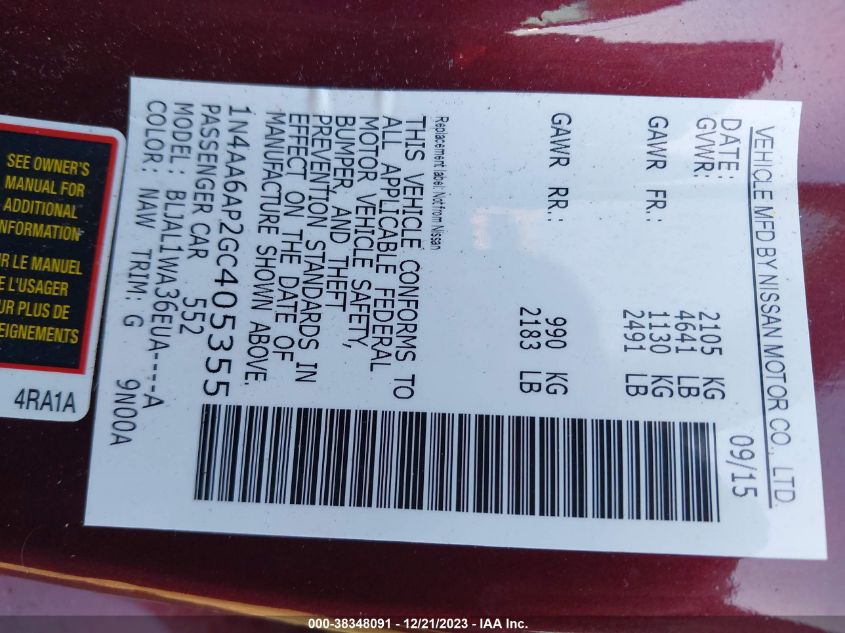 VEHICLE MFD BY NISSAN MOTOR CO., LTD.
DATE: 09/15
GVWR: 2105 KG
4641 LB
GAWR FR.: 1130 KG
2491 LB
GAWR RR.: 990 KG
2183 LB
Replacement label: Not from Nissan
THIS VEHICLE CONFORMS TO
ALL APPLICABLE FEDERAL
MOTOR VEHICLE SAFETY,
BUMPER, AND THEFT
PREVENTION STANDARDS IN
EFFECT ON THE DATE OF
MANUFACTURE SHOWN ABOVE.
1N4AA6AP2GC405355
PASSENGER CAR 552
MODEL: BLJAL1WA36EUA----A
COLOR: NAW TRIM: G 9N00A
SEE OWNER'S
MANUAL FOR
ADDITIONAL
INFORMATION
LE MANUEL
L'USAGER
PLUS DE
4RA1A
000-38348091 - 12/21/2023 - IAA Inc.